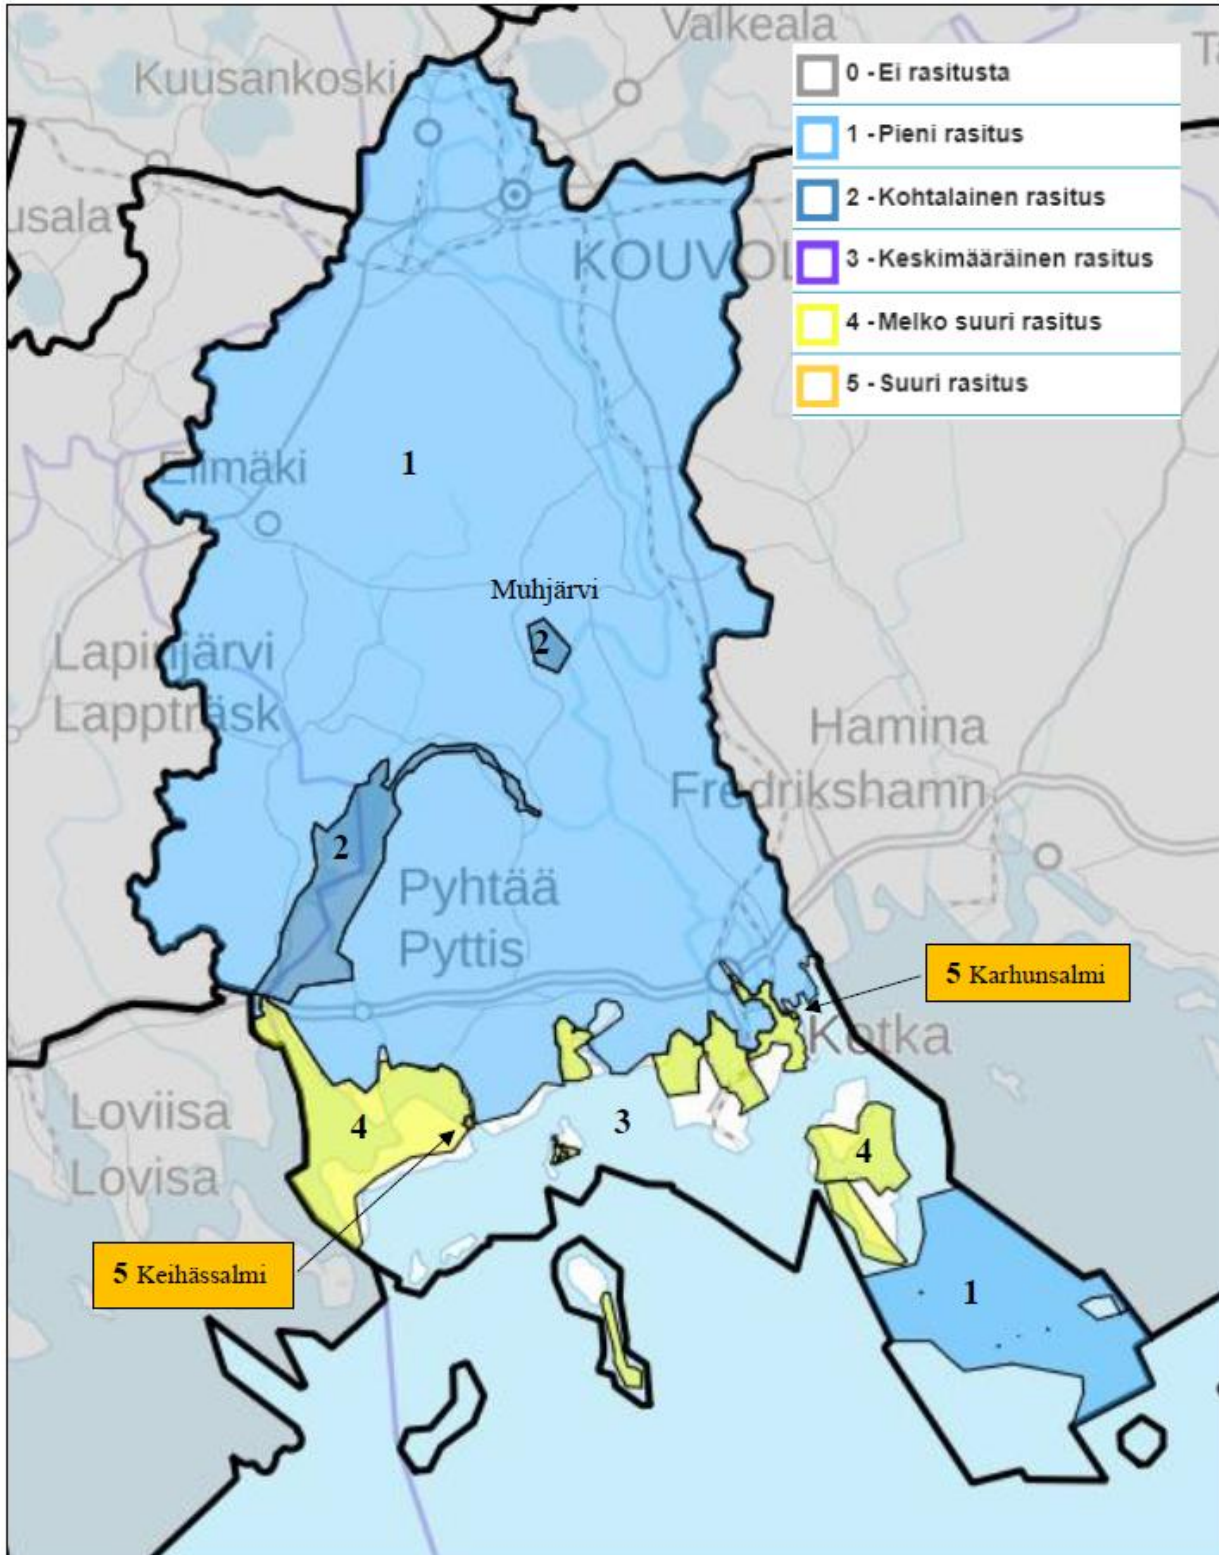 Valkeala
Kuusankoski
0 - Ei rasitusta
1 - Pieni rasitus
2 - Kohtalainen rasitus
3 - Keskimääräinen rasitus
4 - Melko suuri rasitus
5 - Suuri rasitus
usala
KOUVOL
1
Elimäki
Muhjärvi
2
Lapinjärvi
Lappträsk
Hamina
Fredrikshamn
2
Pyhtää
Pyttis
5 Karhunsalmi
Kotka
Loviisa
Lovisa
4
3
4
5 Keihässalmi
1